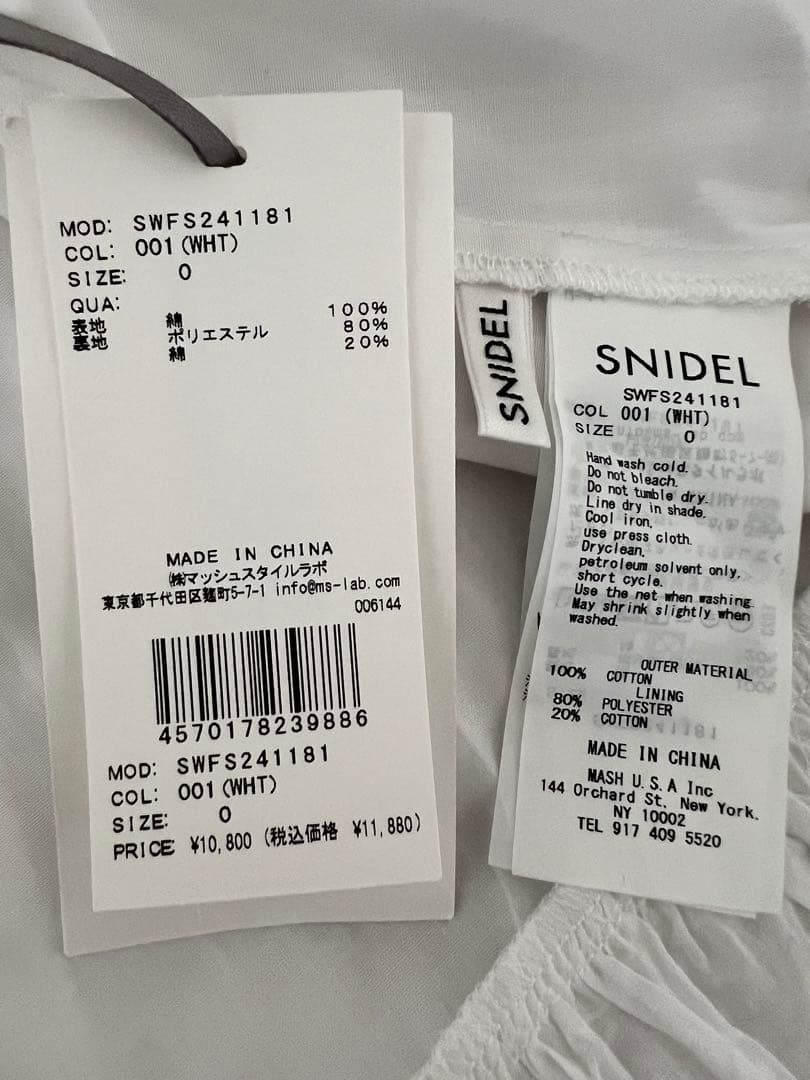 MOD: SWFS241181
COL: 001(WHT)
SIZE: 0
QUA:
表地 綿 100%
裏地 ポリエステル 80%
綿 20%
MADE IN CHINA
㈱マッシュスタイルラボ
東京都千代田区麹町5-7-1 info@ms-lab.com
006144
4570178239886
MOD: SWFS241181
COL: 001(WHT)
SIZE: 0
PRICE: ¥10,800 (税込価格 ¥11,880)
SNIDEL
SNIDEL
SWFS241181
COL 001 (WHT)
SIZE 0
Hand wash cold.
Do not bleach.
Do not tumble dry.
Line dry in shade.
Cool iron,
use press cloth.
Dryclean,
petroleum solvent only,
short cycle.
Use the net when washing.
May shrink slightly when
washed.
OUTER MATERIAL
100% COTTON
LINING
80% POLYESTER
20% COTTON
MADE IN CHINA
MASH U.S.A Inc
144 Orchard St, New York.
NY 10002
TEL 917 409 5520